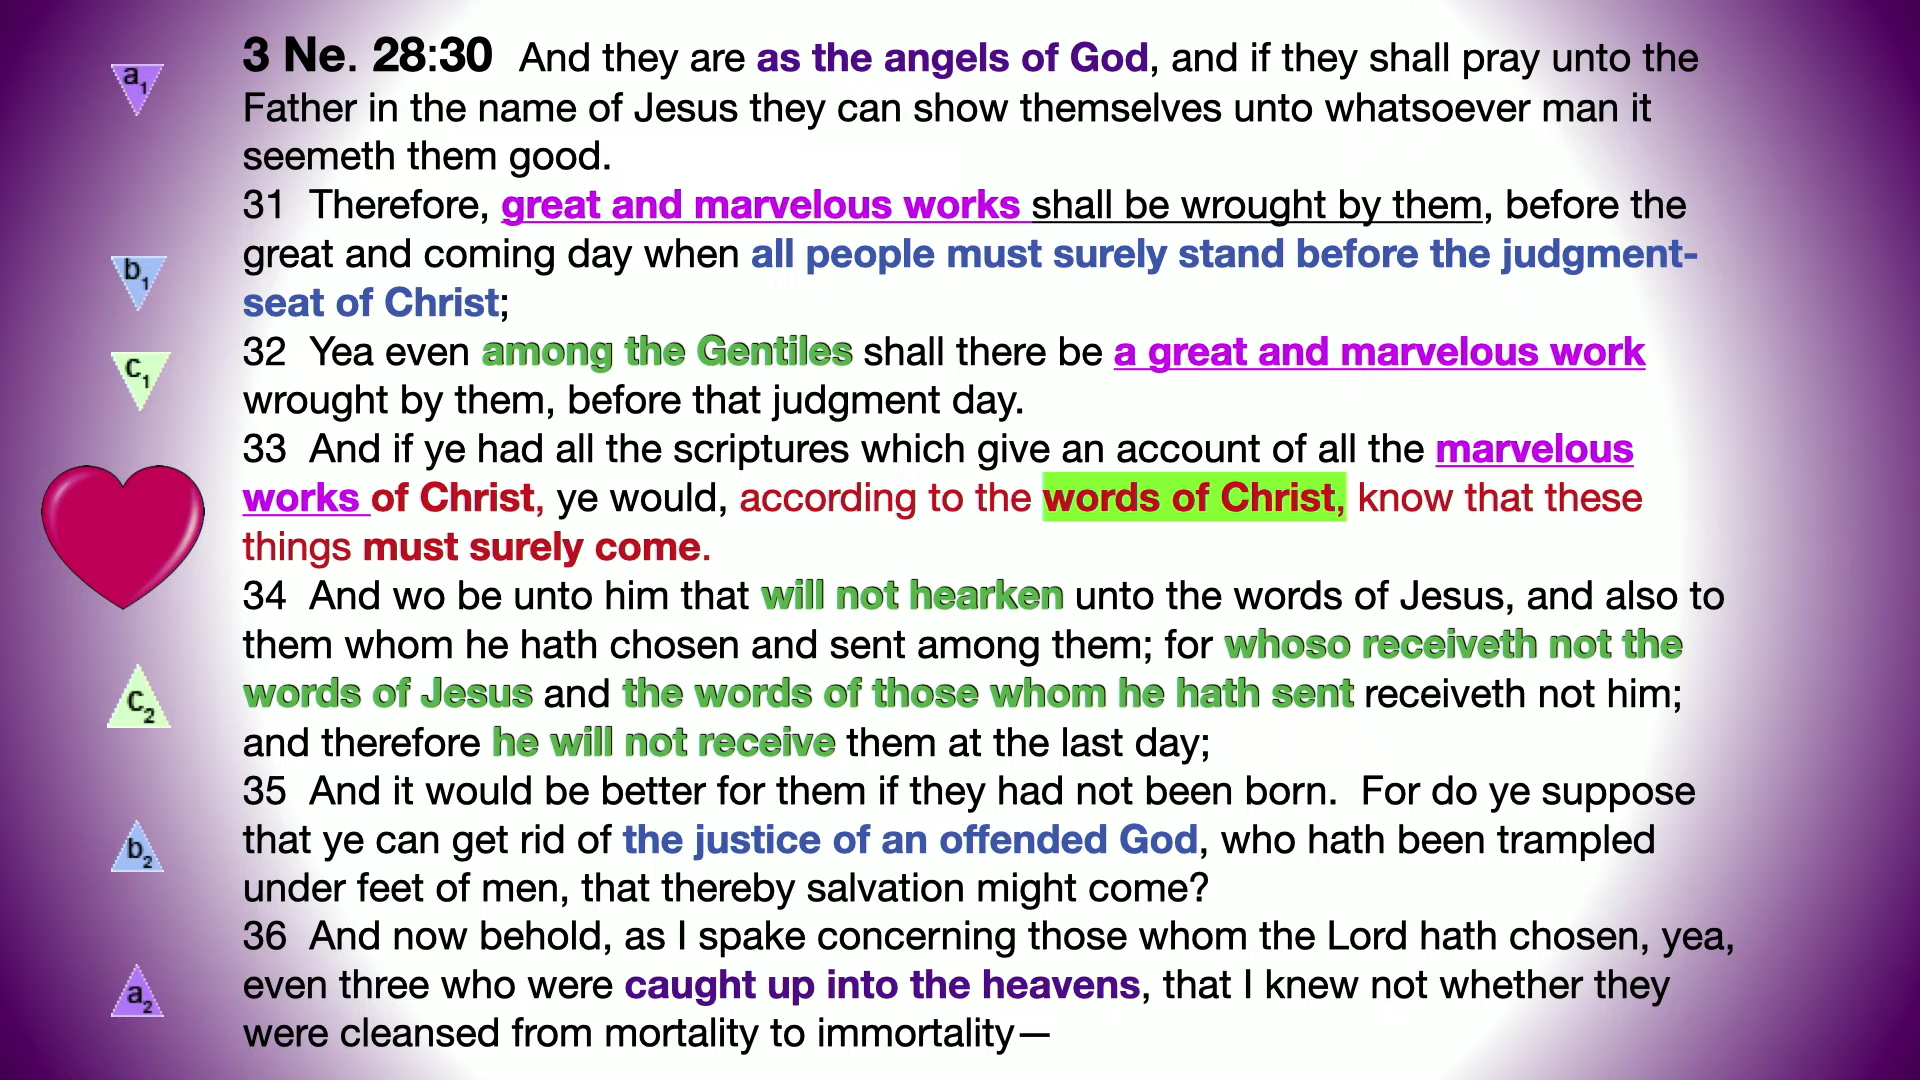 3 Ne. 28:30 And they are as the angels of God, and if they shall pray unto the
a1
Father in the name of Jesus they can show themselves unto whatsoever man it
seemeth them good.
31 Therefore, great and marvelous works shall be wrought by them, before the
great and coming day when all people must surely stand before the judgment-
b1
seat of Christ;
32 Yea even among the Gentiles shall there be a great and marvelous work
c1
wrought by them, before that judgment day.
33 And if ye had all the scriptures which give an account of all the marvelous
works of Christ, ye would, according to the words of Christ, know that these
things must surely come.
34 And wo be unto him that will not hearken unto the words of Jesus, and also to
them whom he hath chosen and sent among them; for whoso receiveth not the
words of Jesus and the words of those whom he hath sent receiveth not him;
c2
and therefore he will not receive them at the last day;
35 And it would be better for them if they had not been born. For do ye suppose
that ye can get rid of the justice of an offended God, who hath been trampled
b2
under feet of men, that thereby salvation might come?
36 And now behold, as I spake concerning those whom the Lord hath chosen, yea,
even three who were caught up into the heavens, that I knew not whether they
a2
were cleansed from mortality to immortality—